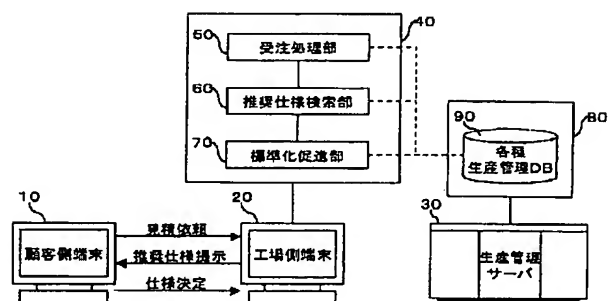 40
50
受注処理部
60
推奨仕様検索部
70
標準化促進部
80
90
各種
生産管理DB
10
顧客側端末
見積依頼
推奨仕様提示
仕様決定
20
工場側端末
30
生産管理
サーバ